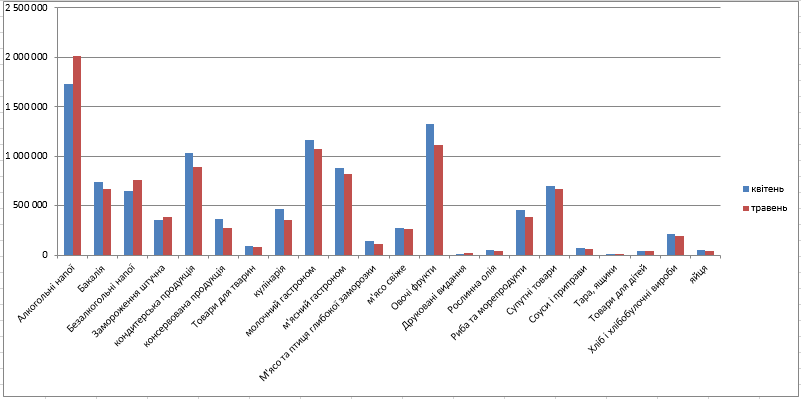 2 500 000
2 000 000
1 500 000
1 000 000
500 000
0
Алкогольні напої
Бакалія
Безалкогольні напої
Замороження штучна
кондитерська продукція
консервована продукція
Товари для тварин
кулінарія
молочний гастроном
м'ясний гастроном
М'ясо та птиця глибокої заморозки
м'ясо свіже
Овочі фрукти
Друковані видання
Рослинна олія
Риба та морепродукти
Супутні товари
Соуси і приправи
Тара, ящики
Товари для дітей
Хліб і хлібобулочні вироби
яйця
квітень
травень